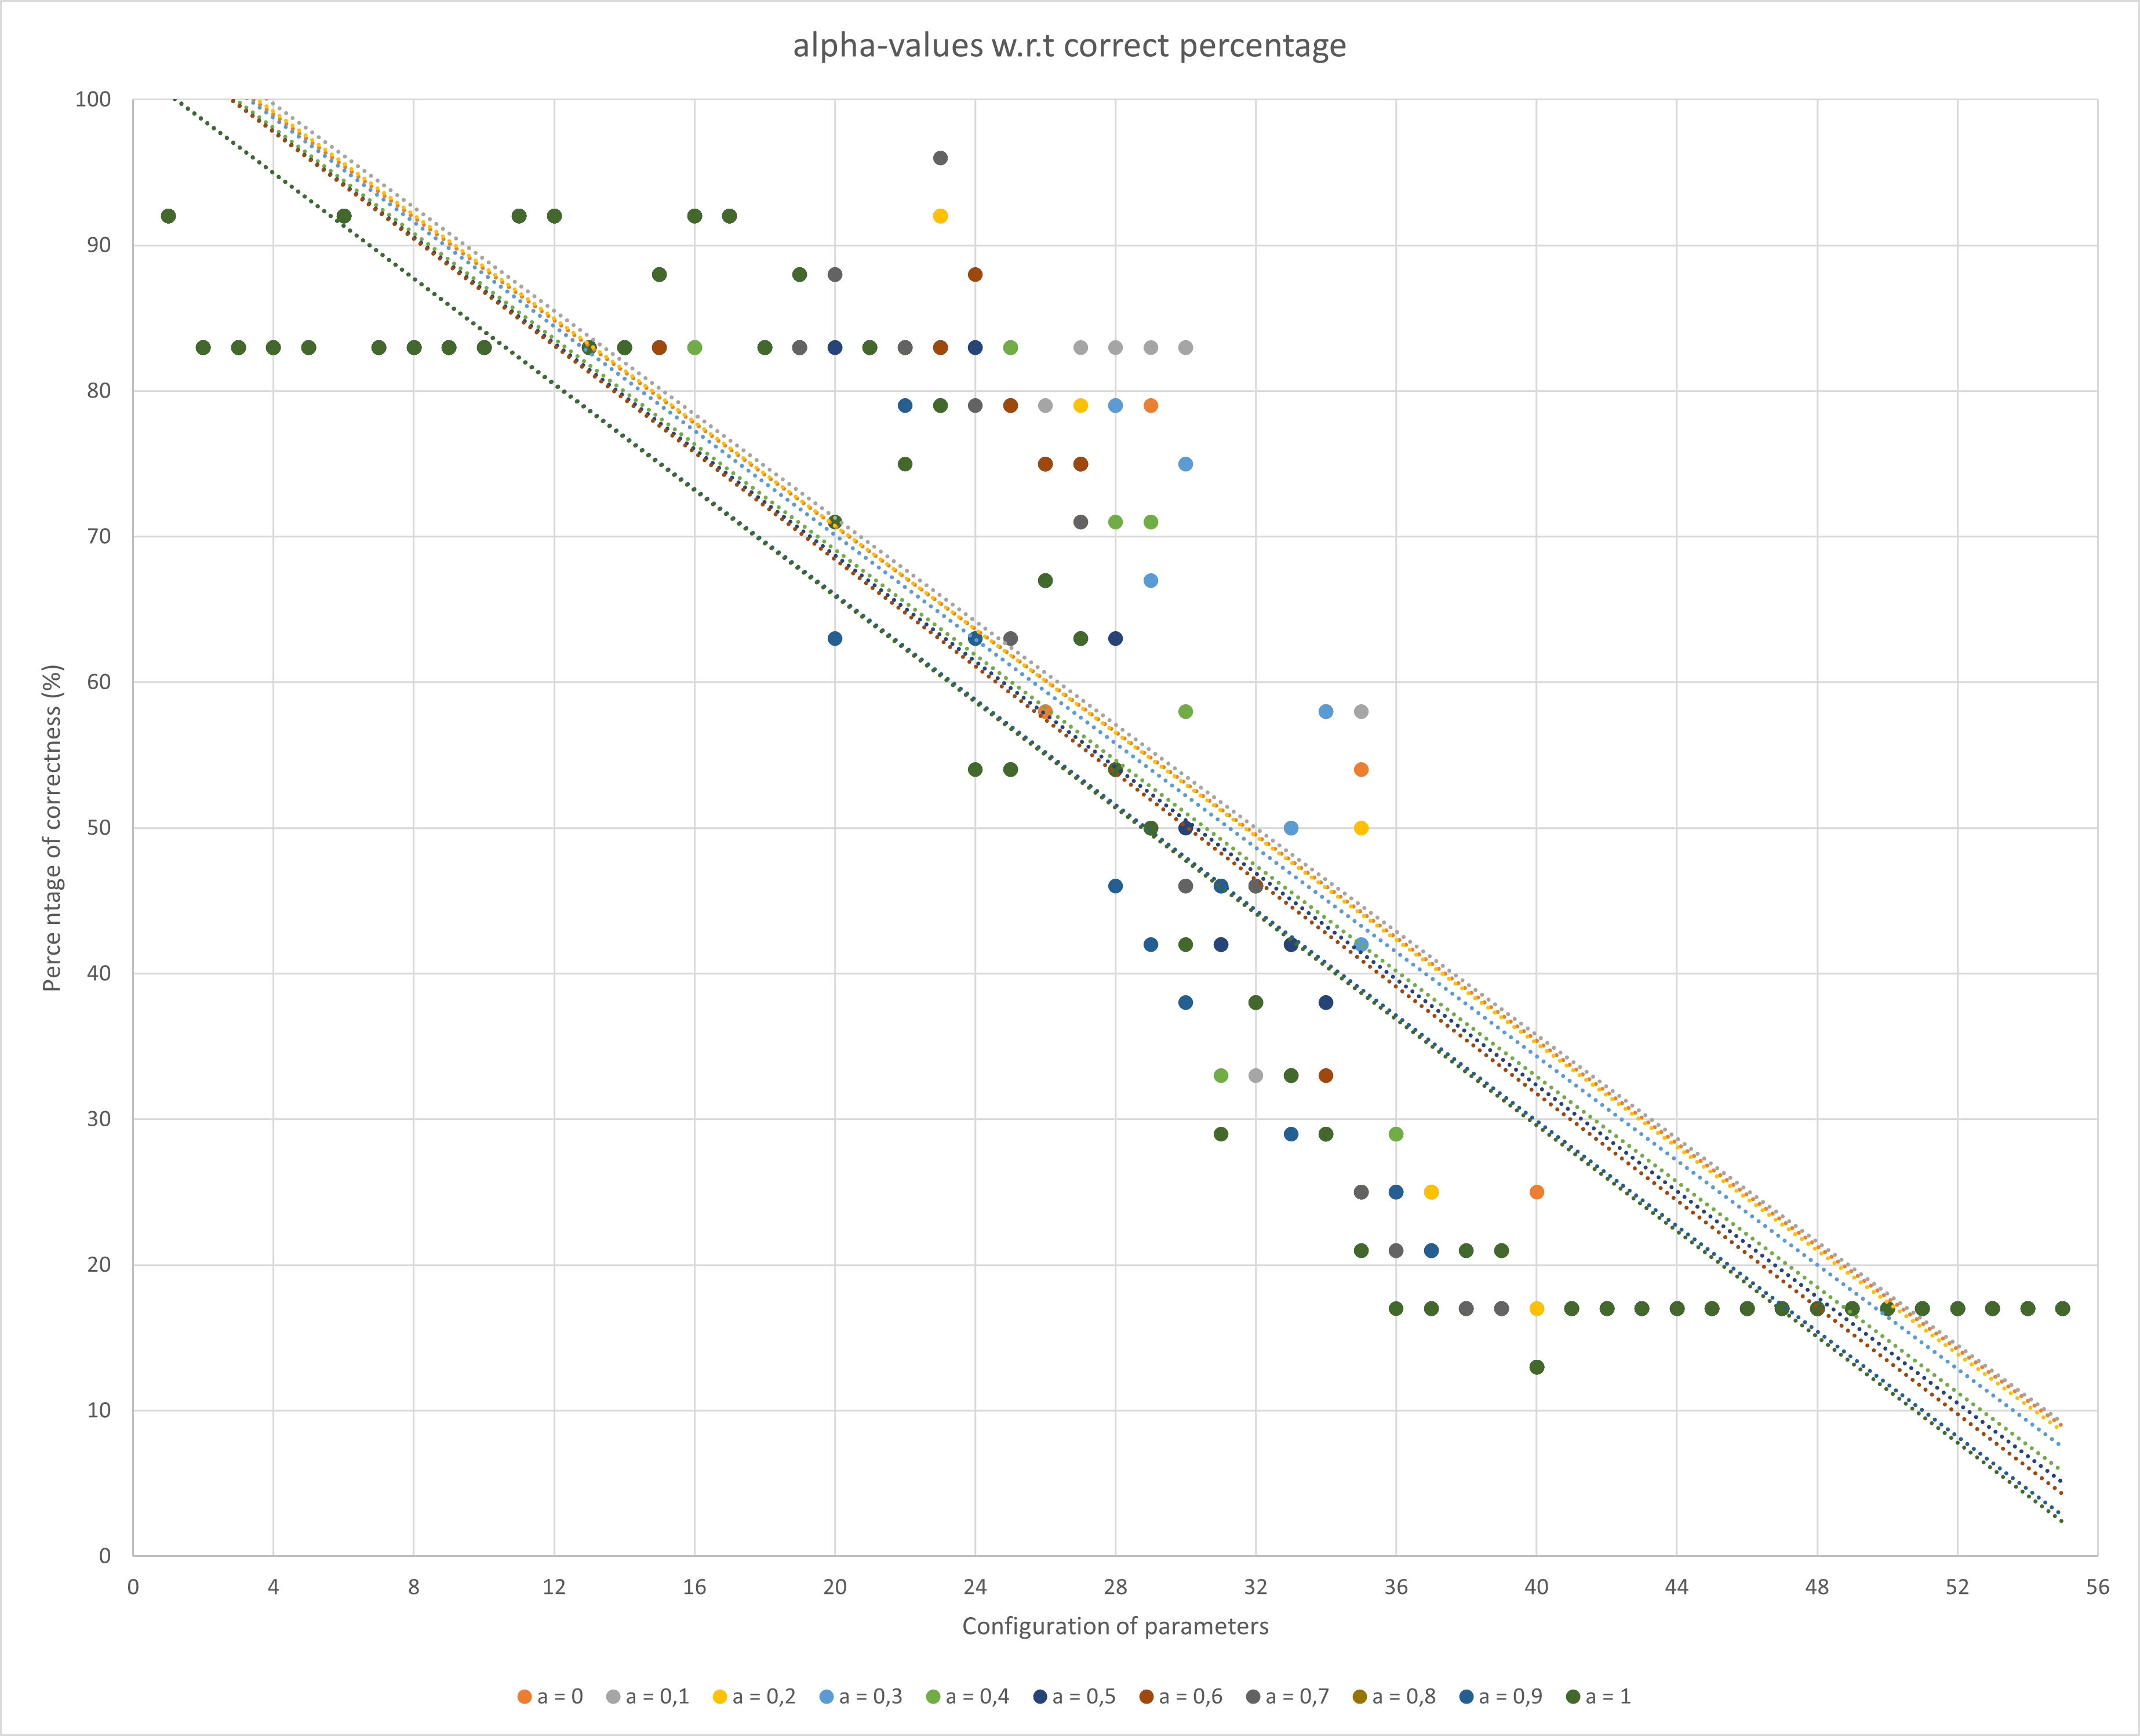 alpha-values w.r.t correct percentage
100
90
80
70
60
50
40
30
20
10
0
Perce ntage of correctness (%)
0 4 8 12 16 20 24 28 32 36 40 44 48 52 56
Configuration of parameters
a = 0 a = 0,1 a = 0,2 a = 0,3 a = 0,4 a = 0,5 a = 0,6 a = 0,7 a = 0,8 a = 0,9 a = 1